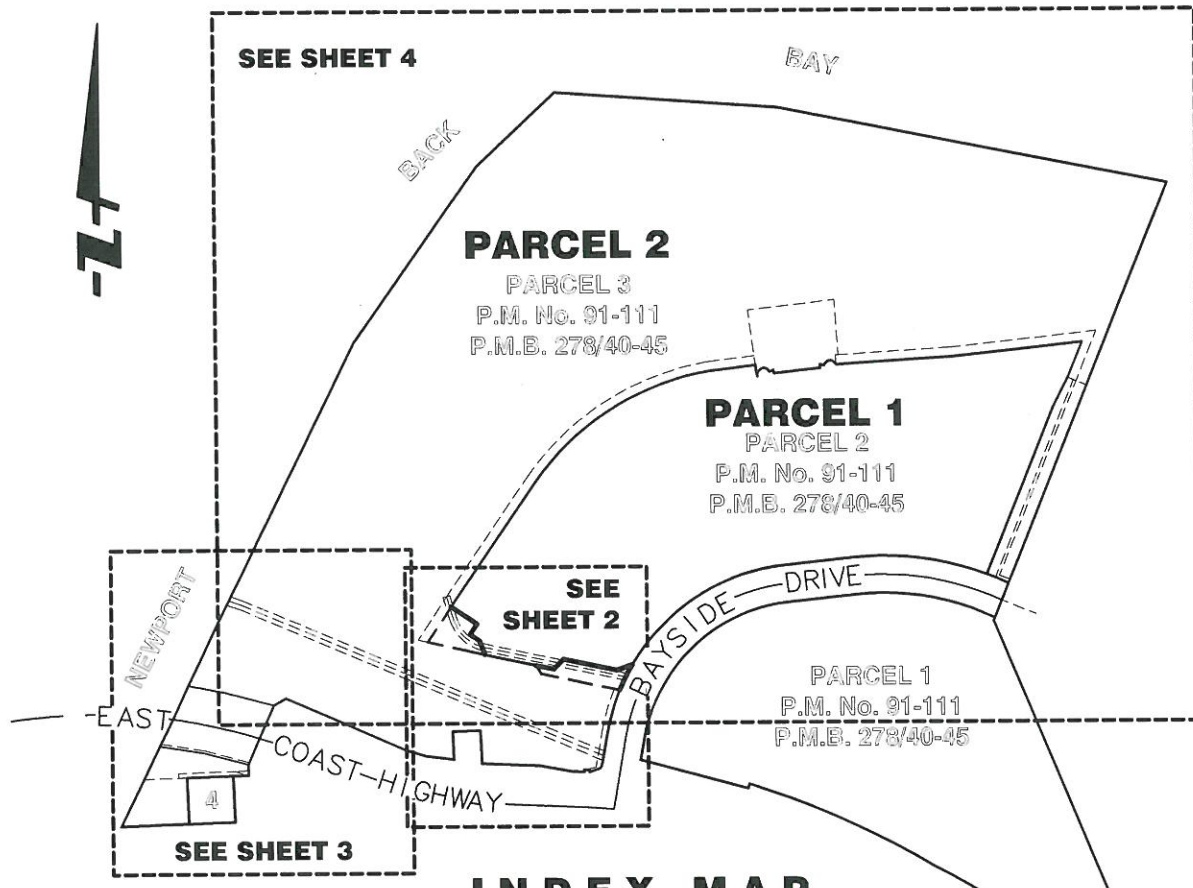 SEE SHEET 4
BAY
BACK
PARCEL 2
PARCEL 3
P.M. No. 91-111
P.M.B. 278/40-45
PARCEL 1
PARCEL 2
P.M. No. 91-111
P.M.B. 278/40-45
SEE
SHEET 2
BAYSIDE DRIVE
NEWPORT
PARCEL 1
P.M. No. 91-111
P.M.B. 278/40-45
EAST COAST HIGHWAY
4
SEE SHEET 3
INDEX MAP
N